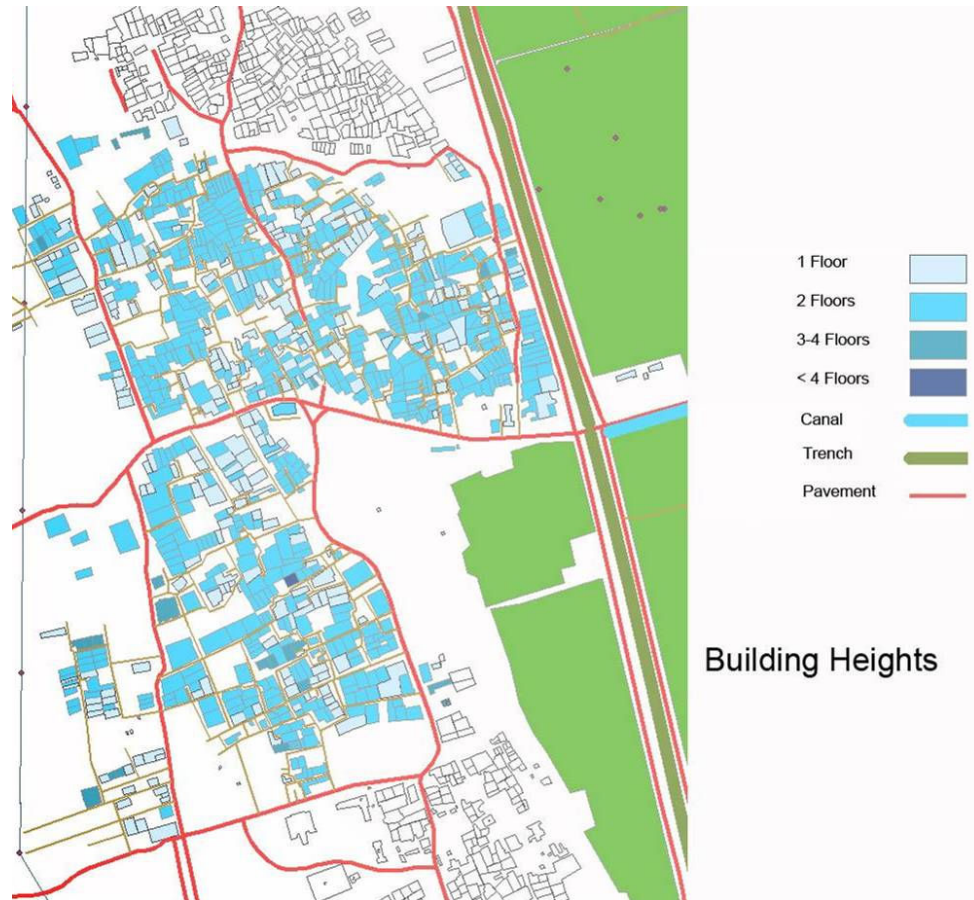 1 Floor
2 Floors
3-4 Floors
< 4 Floors
Canal
Trench
Pavement
Building Heights